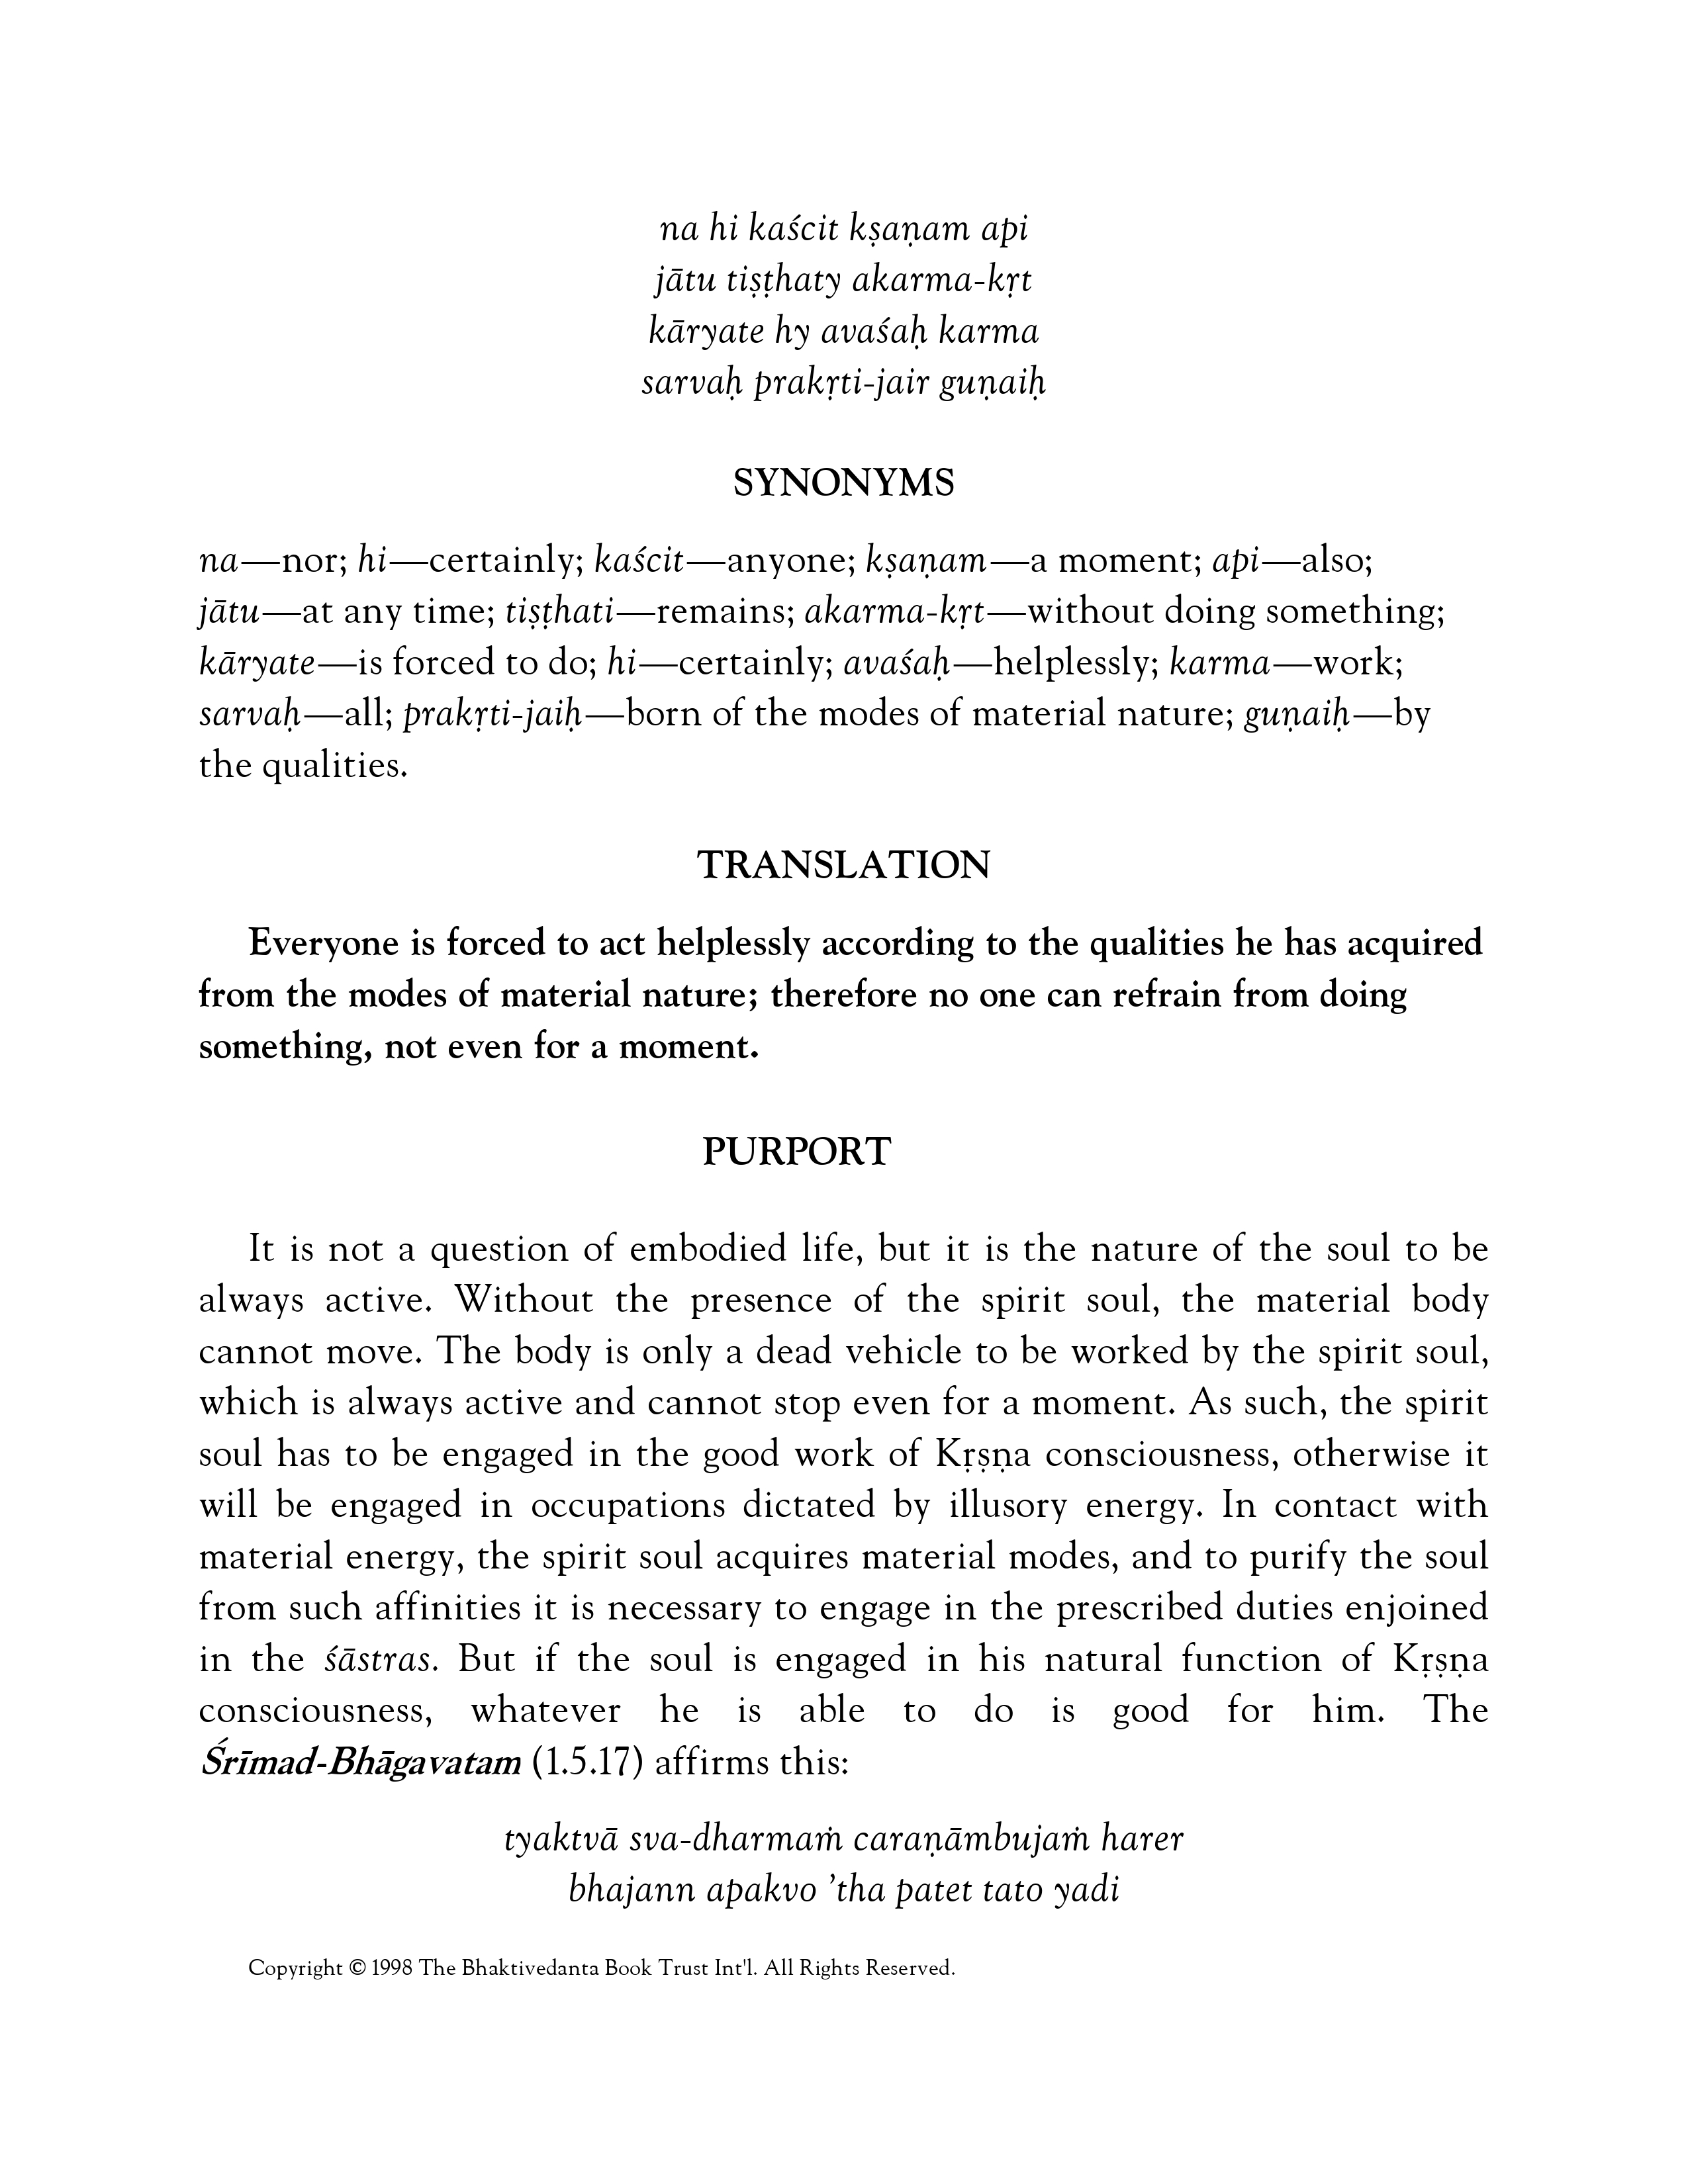 na hi kaścit kṣaṇam api
jātu tiṣṭhaty akarma-kṛt
kāryate hy avaśaḥ karma
sarvaḥ prakṛti-jair guṇaiḥ
SYNONYMS
na—nor; hi—certainly; kaścit—anyone; kṣaṇam—a moment; api—also;
jātu—at any time; tiṣṭhati—remains; akarma-kṛt—without doing something;
kāryate—is forced to do; hi—certainly; avaśaḥ—helplessly; karma—work;
sarvaḥ—all; prakṛti-jaiḥ—born of the modes of material nature; guṇaiḥ—by
the qualities.
TRANSLATION
Everyone is forced to act helplessly according to the qualities he has acquired
from the modes of material nature; therefore no one can refrain from doing
something, not even for a moment.
PURPORT
It is not a question of embodied life, but it is the nature of the soul to be
always active. Without the presence of the spirit soul, the material body
cannot move. The body is only a dead vehicle to be worked by the spirit soul,
which is always active and cannot stop even for a moment. As such, the spirit
soul has to be engaged in the good work of Kṛṣṇa consciousness, otherwise it
will be engaged in occupations dictated by illusory energy. In contact with
material energy, the spirit soul acquires material modes, and to purify the soul
from such affinities it is necessary to engage in the prescribed duties enjoined
in the śāstras. But if the soul is engaged in his natural function of Kṛṣṇa
consciousness, whatever he is able to do is good for him. The
Śrīmad-Bhāgavatam (1.5.17) affirms this:
tyaktvā sva-dharmaṁ caraṇāmbujaṁ harer
bhajann apakvo ’tha patet tato yadi
Copyright © 1998 The Bhaktivedanta Book Trust Int'l. All Rights Reserved.